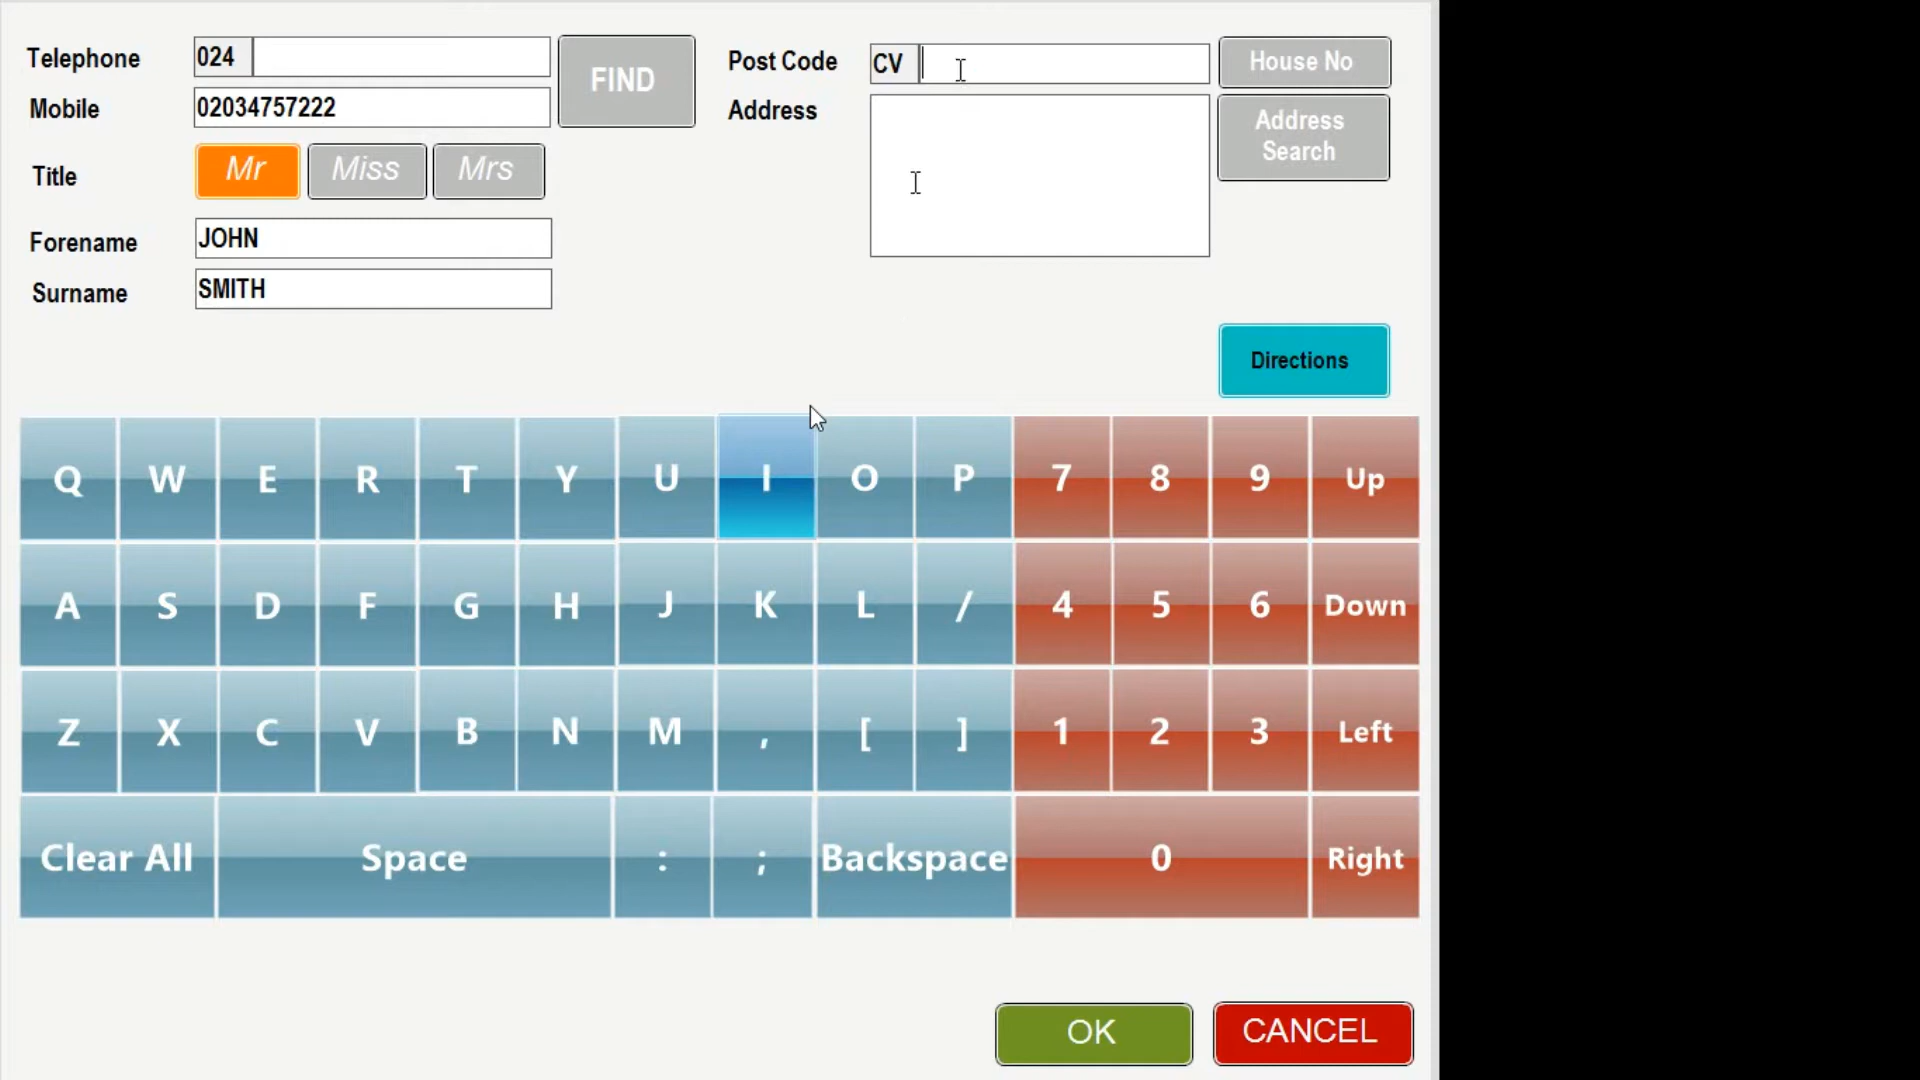 Telephone 024 FIND Post Code CV House No
Mobile 02034757222 Address Address
Search
Title Mr Miss Mrs
Forename JOHN
Surname SMITH
Directions
Q W E R T Y U I O P 7 8 9 Up
A S D F G H J K L / 4 5 6 Down
Z X C V B N M , [ ] 1 2 3 Left
Clear All Space : ; Backspace 0 Right
OK CANCEL